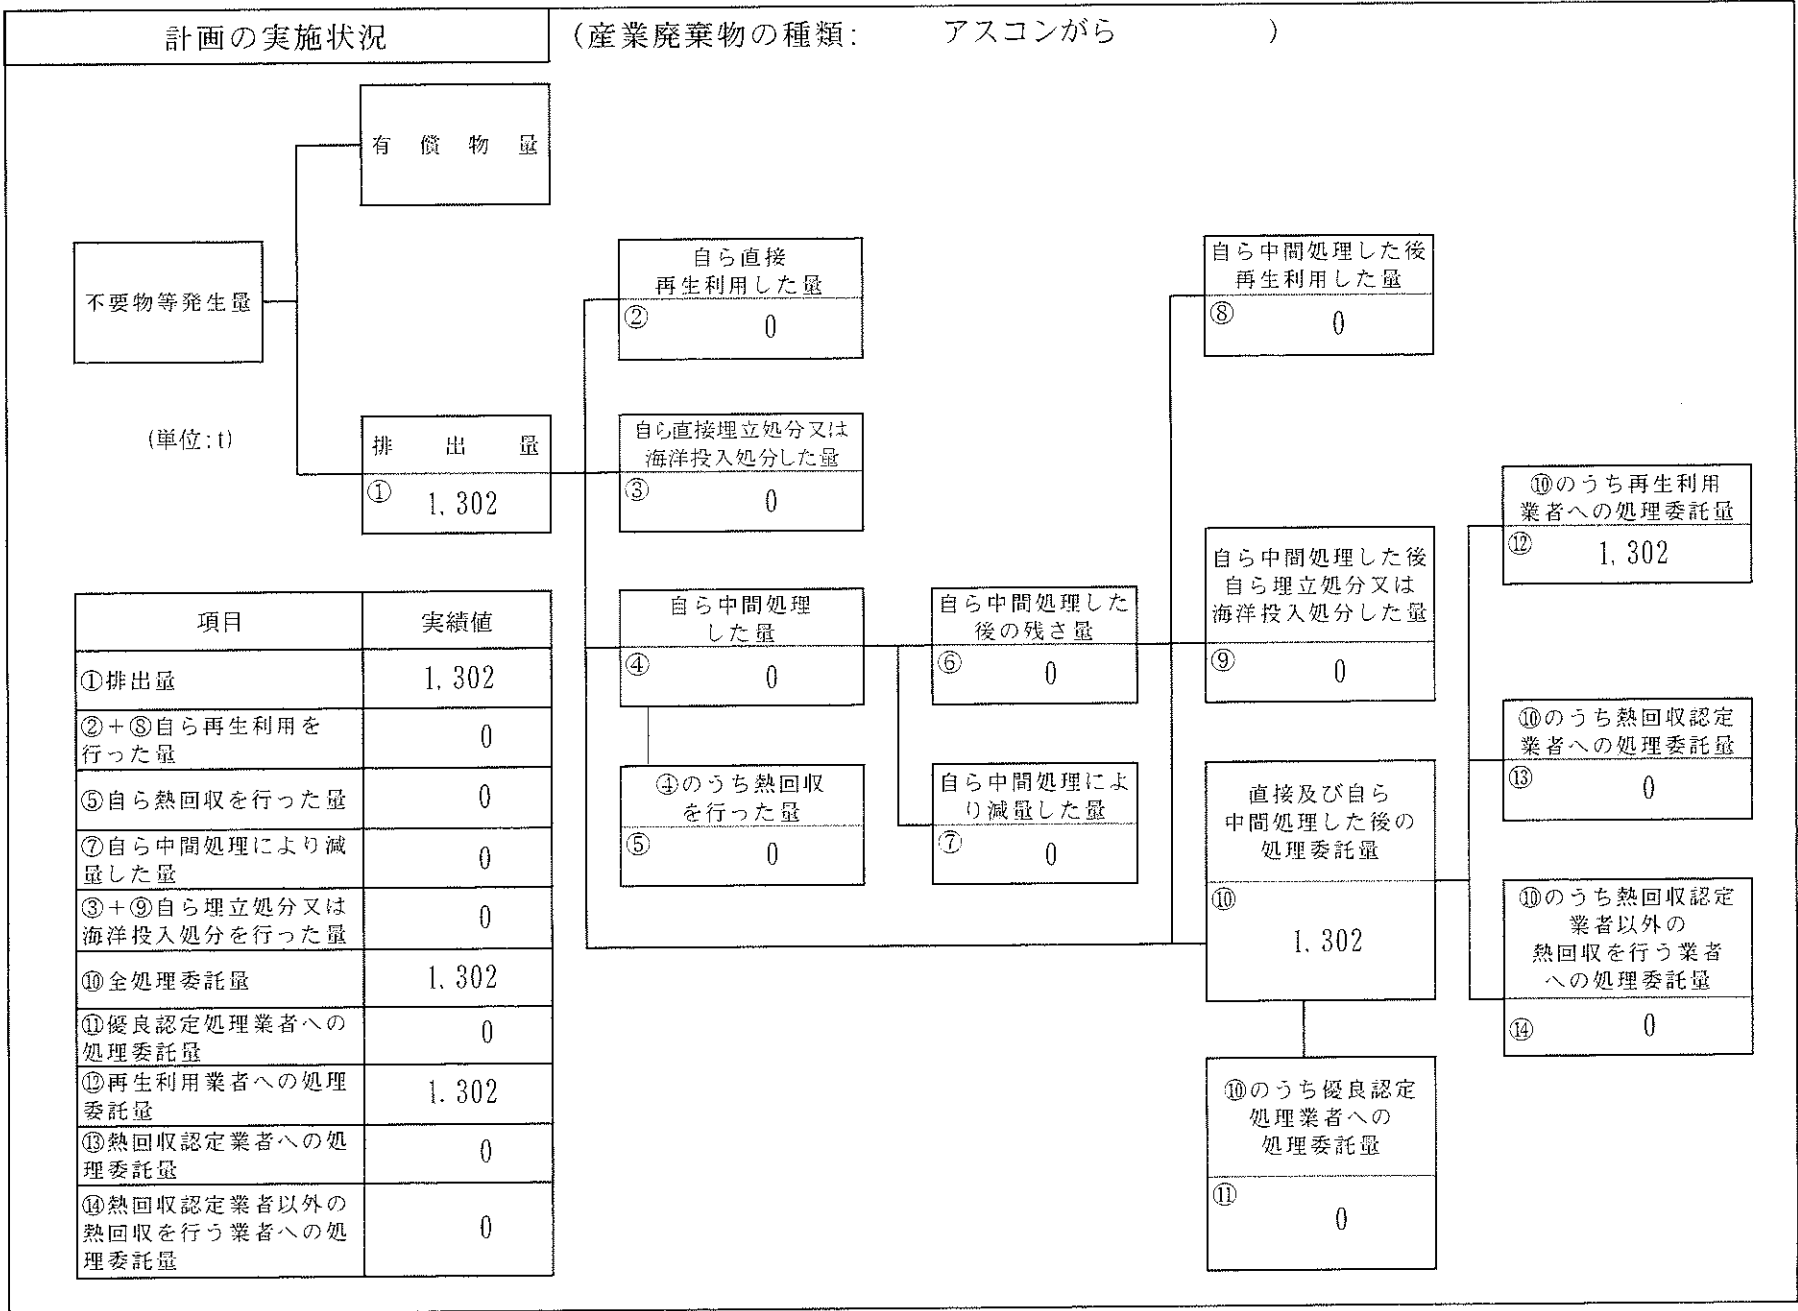 計画の実施状況
(産業廃棄物の種類: アスコンがら )
有償物量
不要物等発生量
(単位:t)
排出量
① 1,302
自ら直接
再生利用した量
② 0
自ら直接埋立処分又は
海洋投入処分した量
③ 0
自ら中間処理
した量
④ 0
④のうち熱回収
を行った量
⑤ 0
自ら中間処理した
後の残さ量
⑥ 0
自ら中間処理によ
り減量した量
⑦ 0
自ら中間処理した後
再生利用した量
⑧ 0
自ら中間処理した後
自ら埋立処分又は
海洋投入処分した量
⑨ 0
直接及び自ら
中間処理した後の
処理委託量
⑩
1,302
⑩のうち優良認定
処理業者への
処理委託量
⑪
0
⑩のうち再生利用
業者への処理委託量
⑫ 1,302
⑩のうち熱回収認定
業者への処理委託量
⑬ 0
⑩のうち熱回収認定
業者以外の
熱回収を行う業者
への処理委託量
⑭ 0
項目 実績値
①排出量 1,302
②+⑧自ら再生利用を
行った量 0
⑤自ら熱回収を行った量 0
⑦自ら中間処理により減
量した量 0
③+⑨自ら埋立処分又は
海洋投入処分を行った量 0
⑩全処理委託量 1,302
⑪優良認定処理業者への
処理委託量 0
⑫再生利用業者への処理
委託量 1.302
⑬熱回収認定業者への処
理委託量 0
⑭熱回収認定業者以外の
熱回収を行う業者への処
理委託量 0